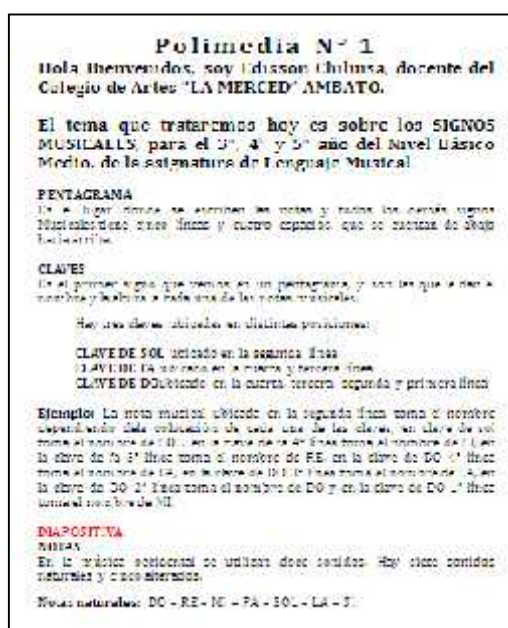 Polimedia N° 1
Hola Bienvenidos, soy Edisson Chiluisa, docente del
Colegio de Artes "LA MERCED" AMBATO.
El tema que trataremos hoy es sobre los SIGNOS
MUSICALES, para el 3°, 4° y 5° año del Nivel Básico
Medio, de la asignatura de Lenguaje Musical
PENTAGRAMA
Es el lugar donde se escriben las notas y todos los demás signos
Musicales tiene cinco líneas y cuatro espacios, que se cuentan de abajo
hacia arriba.
CLAVES
Es el primer signo que vemos en un pentagrama, y son las que le dan el
nombre y la altura a cada una de las notas musicales.
Hay tres claves ubicadas en distintas posiciones:
CLAVE DE SOL ubicado en la segunda línea
CLAVE DE FA ubicado en la cuarta y tercera línea
CLAVE DE DO ubicado en la cuarta, tercera, segunda y primera línea
Ejemplo: La nota musical ubicada en la segunda línea toma el nombre
dependiendo de la colocación de cada una de las claves, en clave de sol
toma el nombre de SOL, en la clave de fa 4° línea toma el nombre de SI, en
la clave de fa 3° línea toma el nombre de RE, en la clave de DO 4° línea
toma el nombre de FA, en la clave de DO 3° línea toma el nombre de LA, en
la clave de DO 2° línea toma el nombre de DO y en la clave de DO 1° línea
toma el nombre de MI.
DIAPOSITIVA
NOTAS
En la música occidental se utilizan doce sonidos. Hay siete sonidos
naturales y cinco alterados.
Notas naturales: DO - RE - MI - FA - SOL - LA - SI